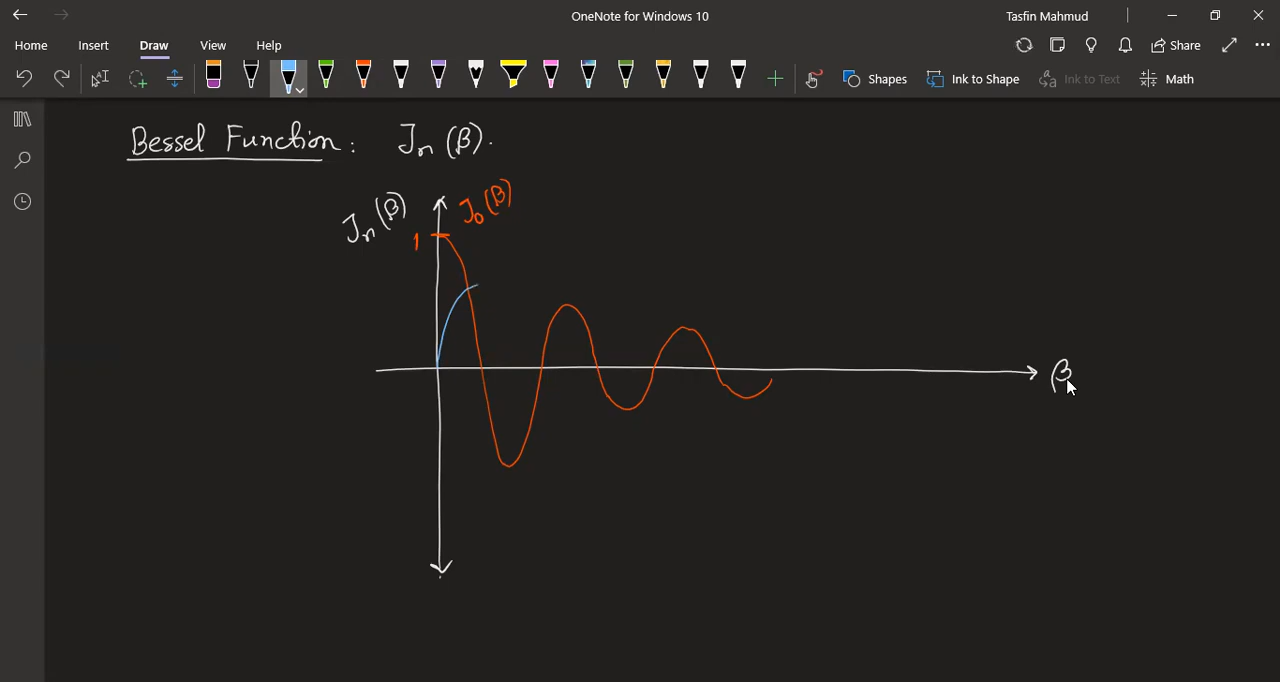 OneNote for Windows 10
Tasfin Mahmud
Home Insert Draw View Help
Share
Shapes Ink to Shape Ink to Text Math
Bessel Function : Jn (β).
Jn (β)
J0 (β)
1
β